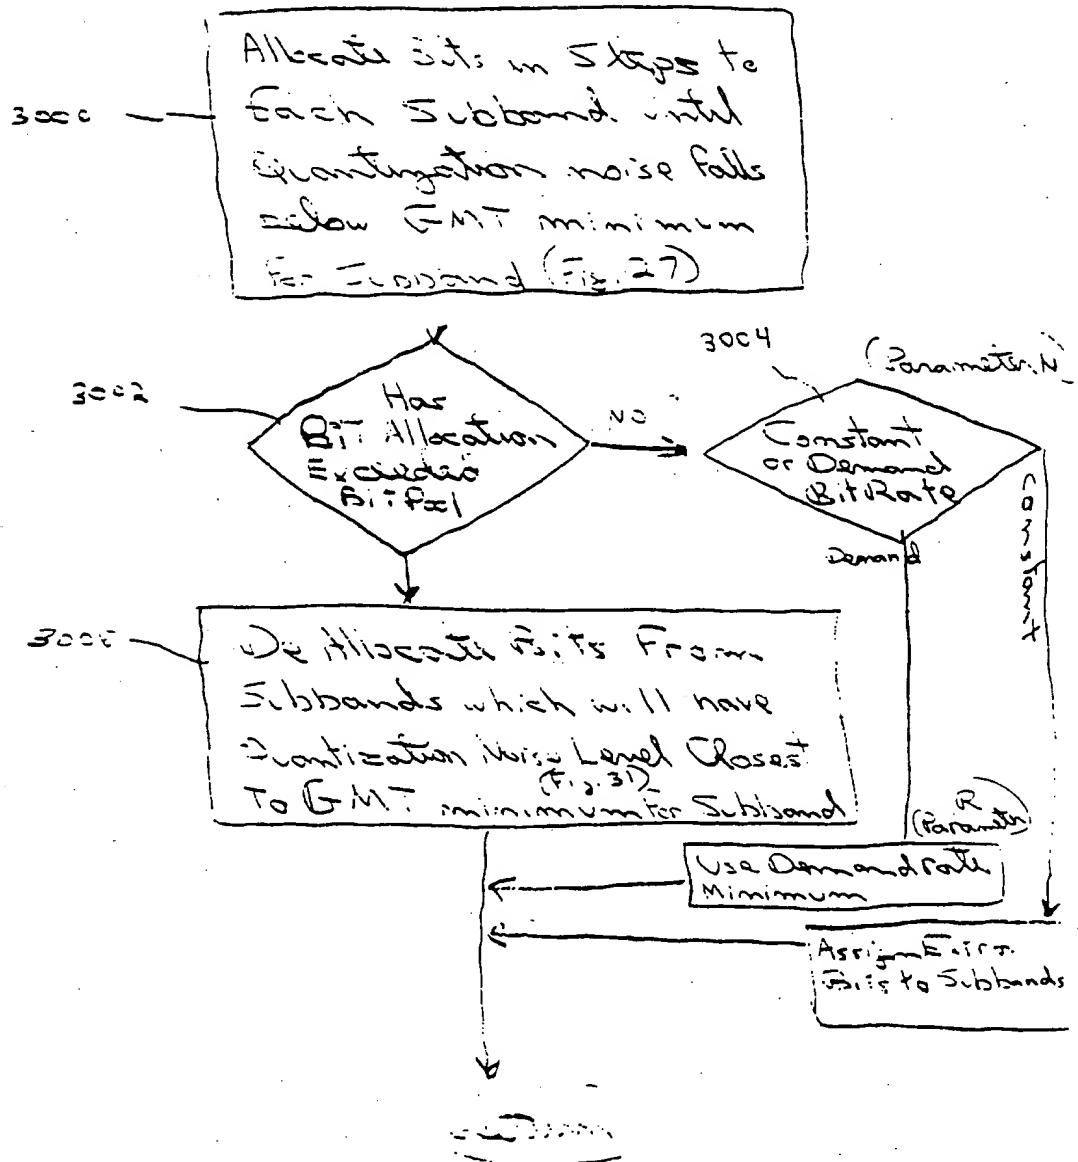 Allocate Bits in Steps to
Each Subband until
Quantization noise Falls
Below GMT minimum
For Subband (Fig. 27)
3000
3002
Has
Bit Allocation
Exceeded
Bit Pool
NO
3004
(Parameter N)
Constant
or Demand
Bit Rate
Demand
Constant
DeAllocate Bits From
Subbands which will have
Quantization Noise Level Closest
(Fig. 31)
To GMT minimum for Subband
R
(Parameter)
Use Demand rate
Minimum
Assign Extra
Bits to Subbands